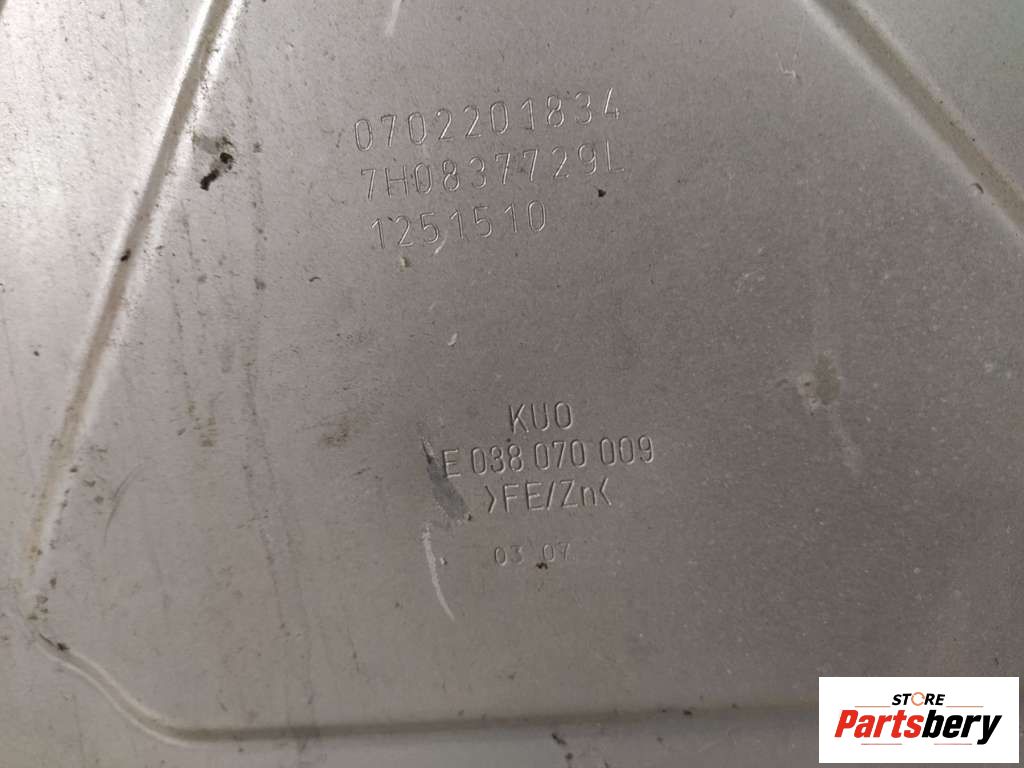 0702201834
7H0837729L
1251510
KUO
E 038 070 009
>FE/Zn<
03 07
STORE
Partsbery